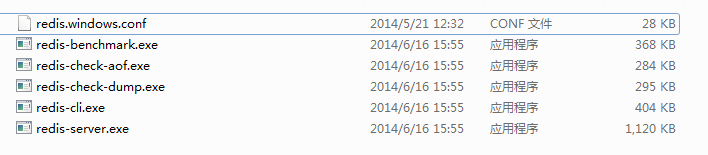 redis.windows.conf 2014/5/21 12:32 CONF 文件 28 KB
redis-benchmark.exe 2014/6/16 15:55 应用程序 368 KB
redis-check-aof.exe 2014/6/16 15:55 应用程序 284 KB
redis-check-dump.exe 2014/6/16 15:55 应用程序 295 KB
redis-cli.exe 2014/6/16 15:55 应用程序 404 KB
redis-server.exe 2014/6/16 15:55 应用程序 1,120 KB